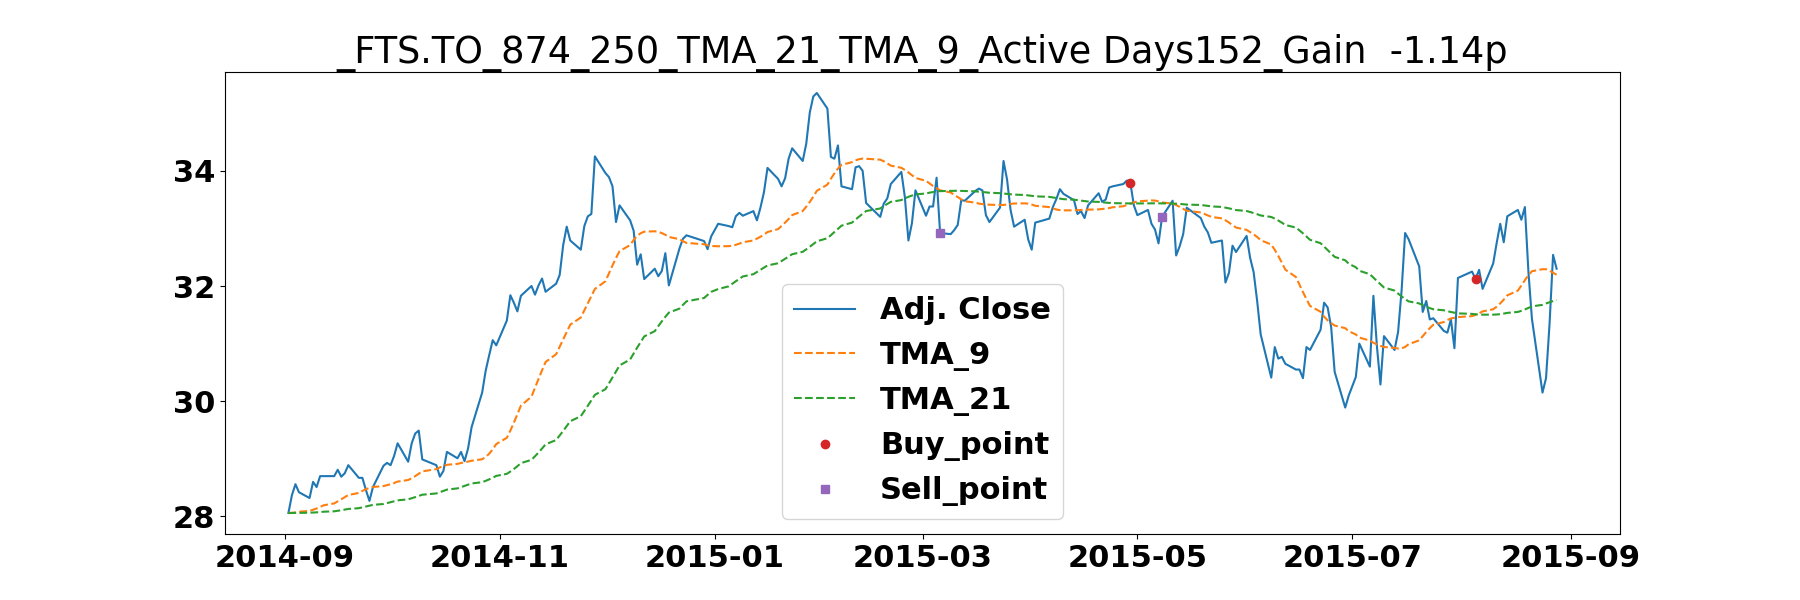 _FTS.TO_874_250_TMA_21_TMA_9_Active Days152_Gain  -1.14p
34
32
30
28
Adj. Close
TMA_9
TMA_21
Buy_point
Sell_point
2014-09 2014-11 2015-01 2015-03 2015-05 2015-07 2015-09